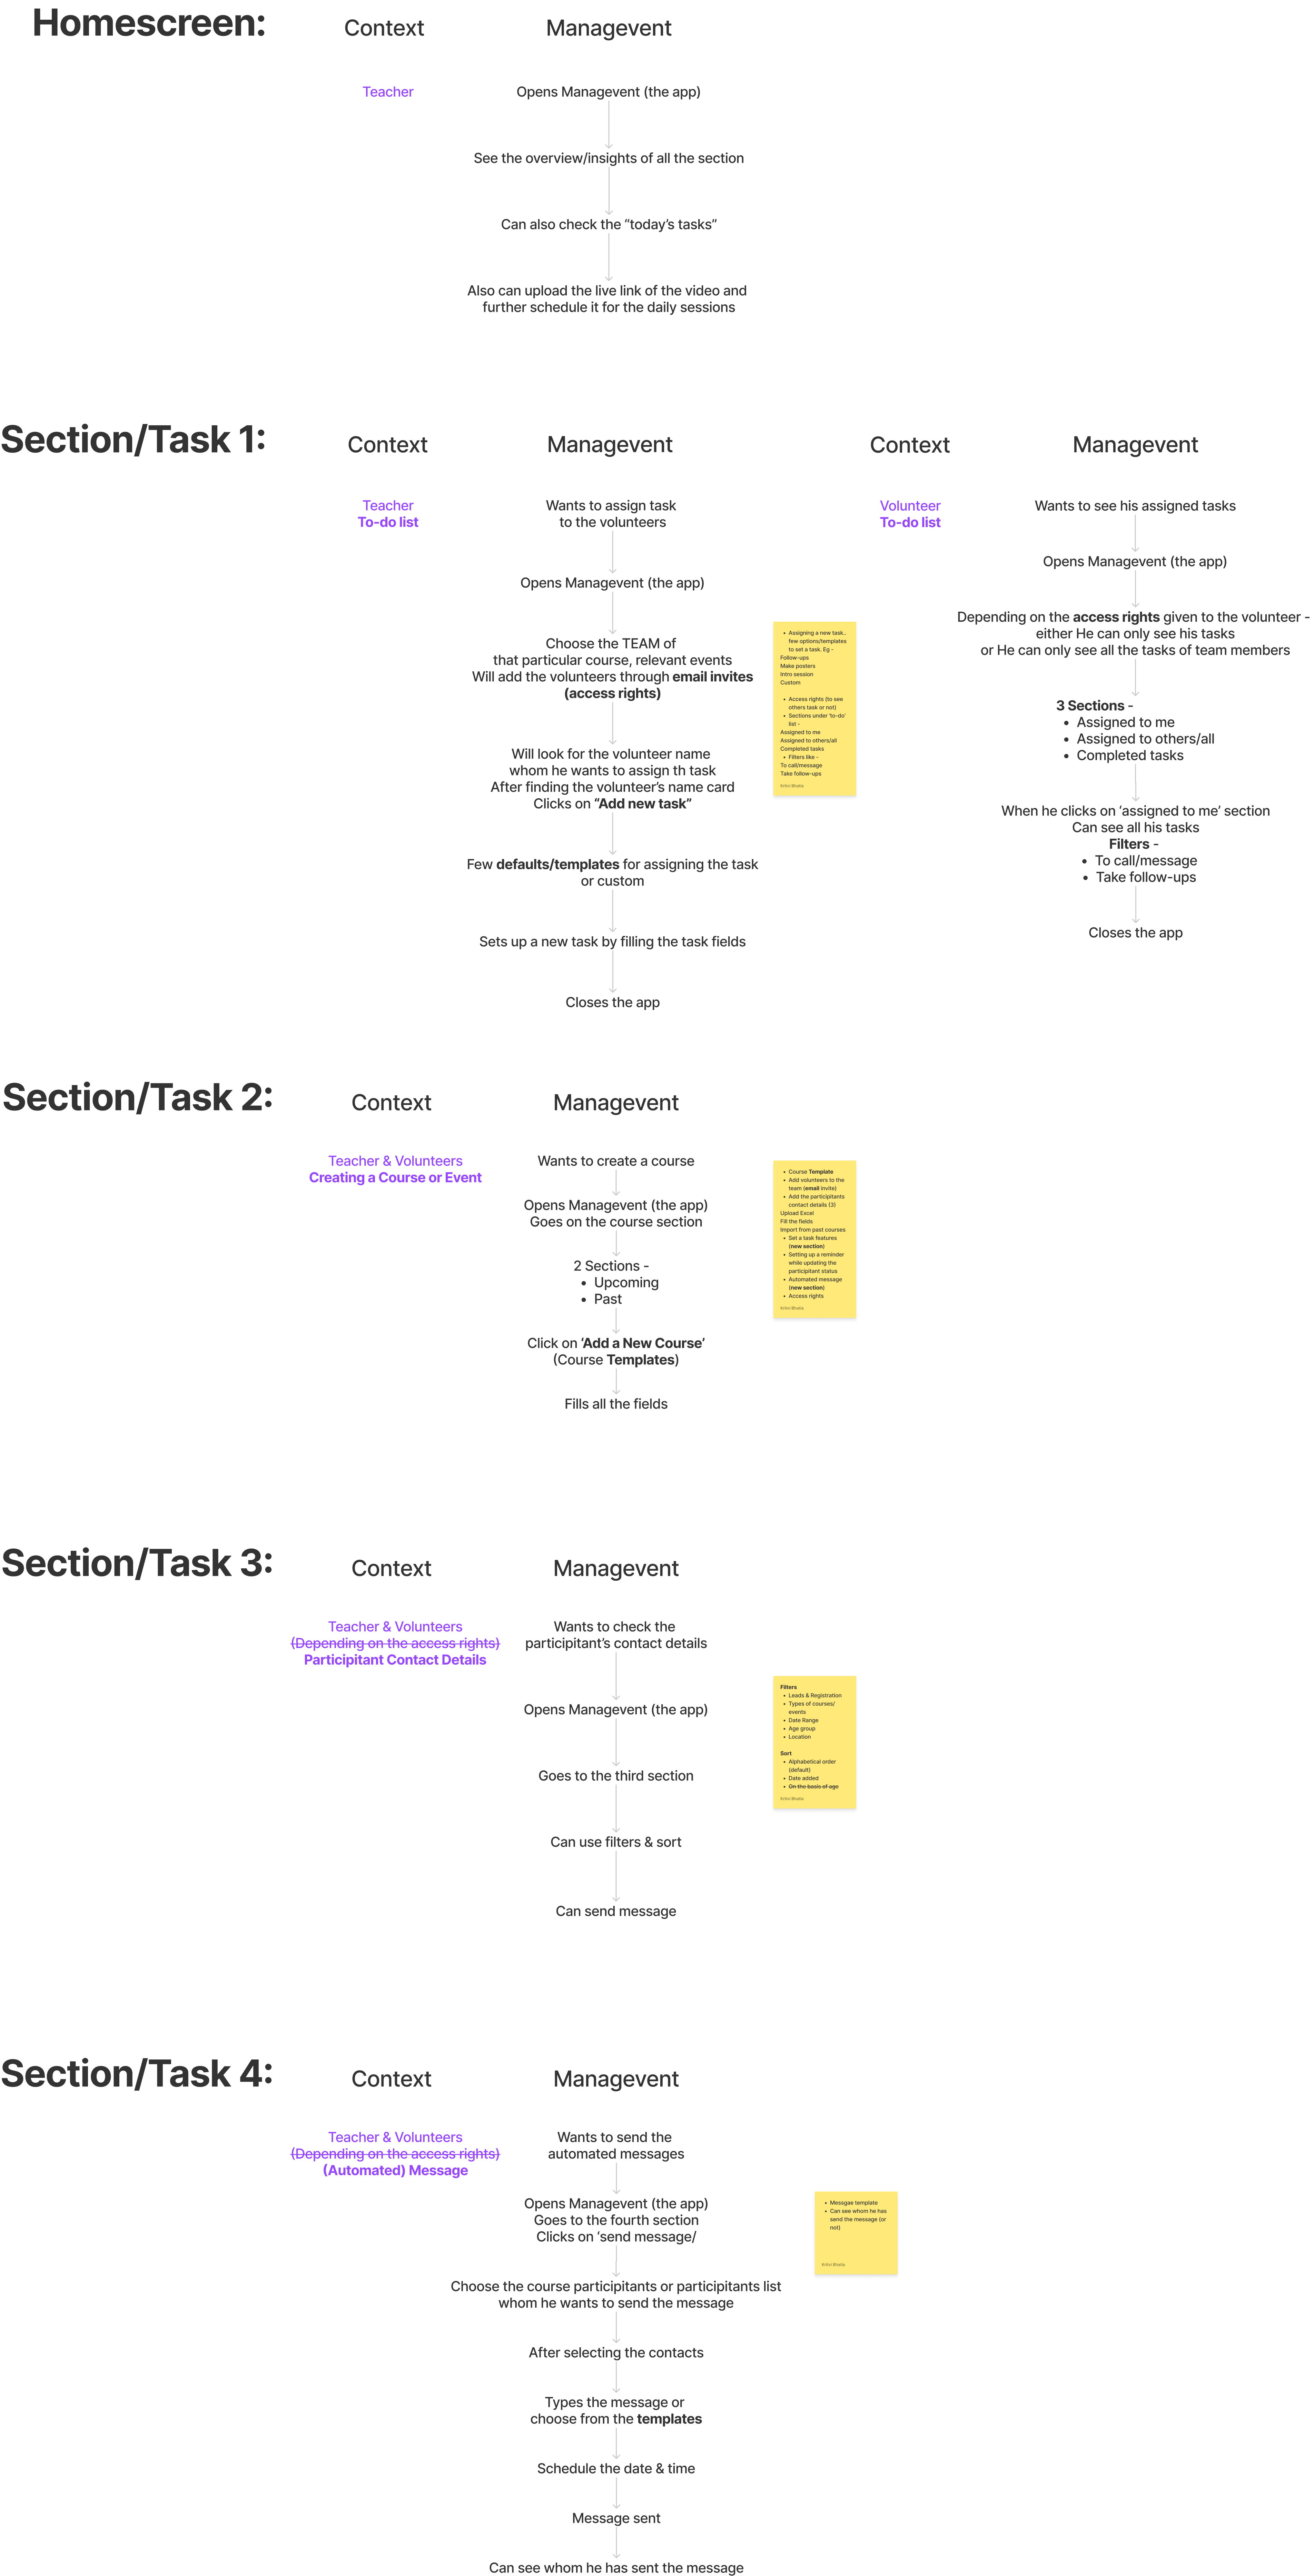 Homescreen:
Context
Managevent
Teacher
Opens Managevent (the app)
See the overview/insights of all the section
Can also check the “today’s tasks”
Also can upload the live link of the video and
further schedule it for the daily sessions
Section/Task 1:
Context
Managevent
Teacher
To-do list
Wants to assign task
to the volunteers
Opens Managevent (the app)
Choose the TEAM of
that particular course, relevant events
Will add the volunteers through email invites
(access rights)
Will look for the volunteer name
whom he wants to assign th task
After finding the volunteer’s name card
Clicks on “Add new task”
Few defaults/templates for assigning the task
or custom
Sets up a new task by filling the task fields
Closes the app
• Assigning a new task..
few options/templates
to set a task. Eg -
Follow-ups
Make posters
Intro session
Custom
• Access rights (to see
others task or not)
• Sections under ‘to-do’
list -
Assigned to me
Assigned to others/all
Completed tasks
• Filters like -
To call/message
Take follow-ups
Kritvi Bhatia
Context
Managevent
Volunteer
To-do list
Wants to see his assigned tasks
Opens Managevent (the app)
Depending on the access rights given to the volunteer -
either He can only see his tasks
or He can only see all the tasks of team members
3 Sections -
• Assigned to me
• Assigned to others/all
• Completed tasks
When he clicks on ‘assigned to me’ section
Can see all his tasks
Filters -
• To call/message
• Take follow-ups
Closes the app
Section/Task 2:
Context
Managevent
Teacher & Volunteers
Creating a Course or Event
Wants to create a course
Opens Managevent (the app)
Goes on the course section
2 Sections -
• Upcoming
• Past
Click on ‘Add a New Course’
(Course Templates)
Fills all the fields
• Course Template
• Add volunteers to the
team (email invite)
• Add the participitants
contact details (3)
Upload Excel
Fill the fields
Import from past courses
• Set a task features
(new section)
• Setting up a reminder
while updating the
participitant status
• Automated message
(new section)
• Access rights
Section/Task 3:
Context
Managevent
Teacher & Volunteers
(Depending on the access rights)
Participitant Contact Details
Wants to check the
participitant’s contact details
Opens Managevent (the app)
Goes to the third section
Can use filters & sort
Can send message
Filters
• Leads & Registration
• Types of courses/
events
• Date Range
• Age group
• Location
Sort
• Alphabetical order
(default)
• Date added
• On the basis of age
Section/Task 4:
Context
Managevent
Teacher & Volunteers
(Depending on the access rights)
(Automated) Message
Wants to send the
automated messages
Opens Managevent (the app)
Goes to the fourth section
Clicks on ‘send message/
Choose the course participitants or participitants list
whom he wants to send the message
After selecting the contacts
Types the message or
choose from the templates
Schedule the date & time
Message sent
Can see whom he has sent the message
• Messgae template
• Can see whom he has
send the message (or
not)